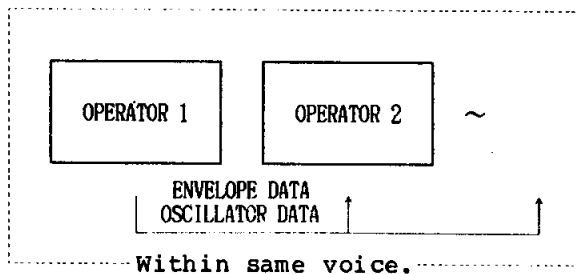 OPERATOR 1
OPERATOR 2
~
ENVELOPE DATA
OSCILLATOR DATA
Within same voice.